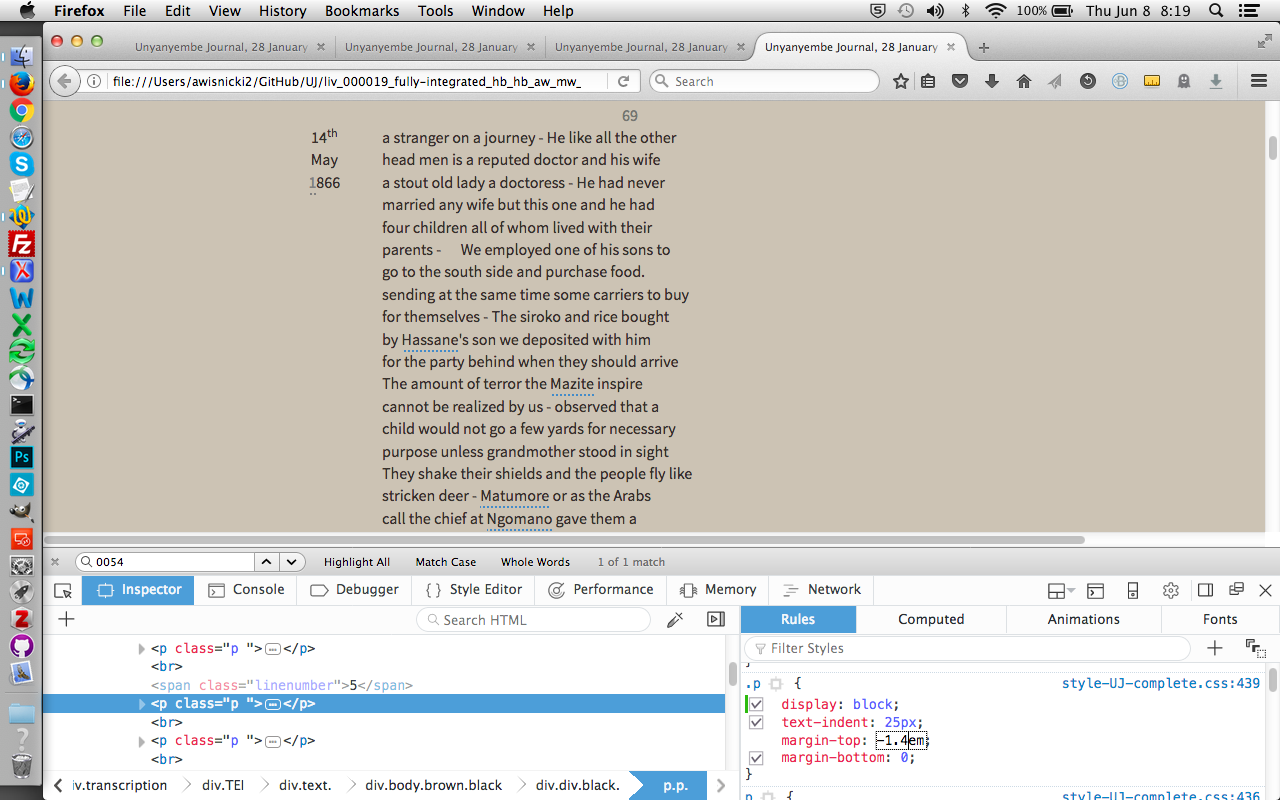 Firefox File Edit View History Bookmarks Tools Window Help 100% Thu Jun 8 8:19
Unyanyembe Journal, 28 January Unyanyembe Journal, 28 January Unyanyembe Journal, 28 January Unyanyembe Journal, 28 January
file:///Users/awisnicki2/GitHub/UJ/liv_000019_fully-integrated_hb_hb_aw_mw_ Search
69
14th a stranger on a journey - He like all the other
May head men is a reputed doctor and his wife
1866 a stout old lady a doctoress - He had never
married any wife but this one and he had
four children all of whom lived with their
parents - We employed one of his sons to
go to the south side and purchase food.
sending at the same time some carriers to buy
for themselves - The siroko and rice bought
by Hassane's son we deposited with him
for the party behind when they should arrive
The amount of terror the Mazite inspire
cannot be realized by us - observed that a
child would not go a few yards for necessary
purpose unless grandmother stood in sight
They shake their shields and the people fly like
stricken deer - Matumore or as the Arabs
call the chief at Ngomano gave them a
0054 Highlight All Match Case Whole Words 1 of 1 match
Inspector Console Debugger Style Editor Performance Memory Network
Search HTML Rules Computed Animations Fonts
Filter Styles
<p class="p ">…</p>
<br>
<span class="linenumber">5</span>
<p class="p ">…</p>
<br>
<p class="p ">…</p>
<br>
iv.transcription div.TEI div.text. div.body.brown.black div.div.black. p.p.
}
.p { style-UJ-complete.css:439
display: block;
text-indent: 25px;
margin-top: -1.4em;
margin-bottom: 0;
}
p { style-UJ-complete.css:436